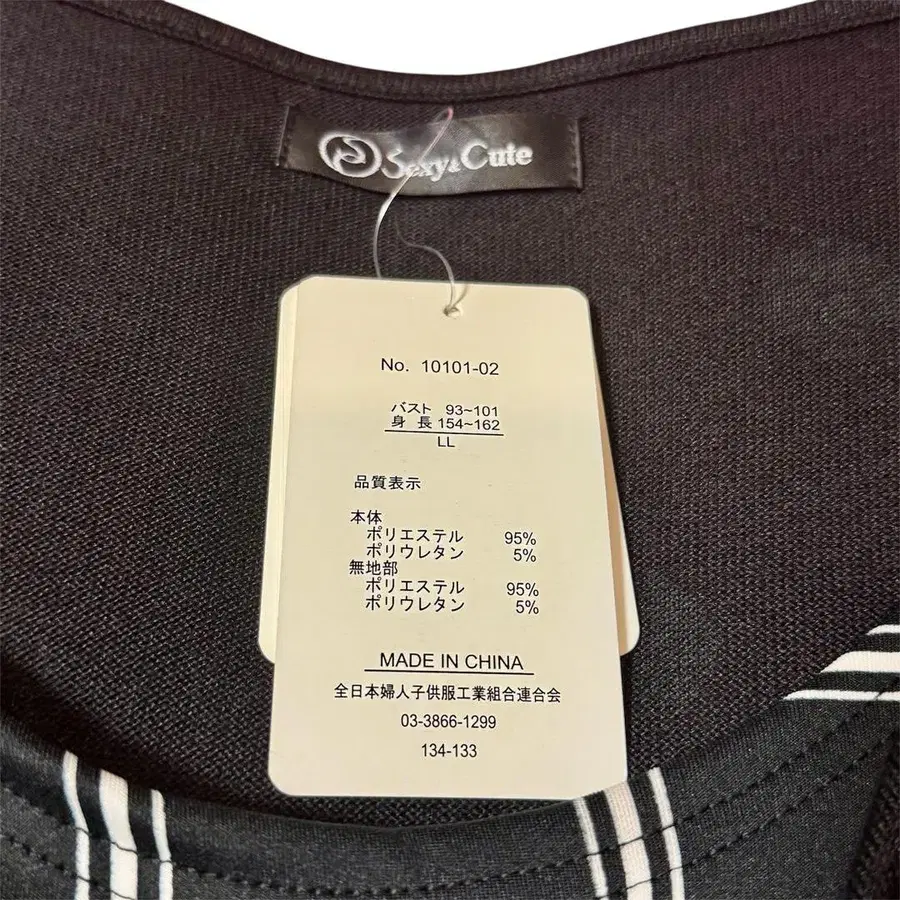 Sexy&Cute
No. 10101-02
バスト 93~101
身 長 154~162
LL
品質表示
本体
ポリエステル 95%
ポリウレタン 5%
無地部
ポリエステル 95%
ポリウレタン 5%
MADE IN CHINA
全日本婦人子供服工業組合連合会
03-3866-1299
134-133